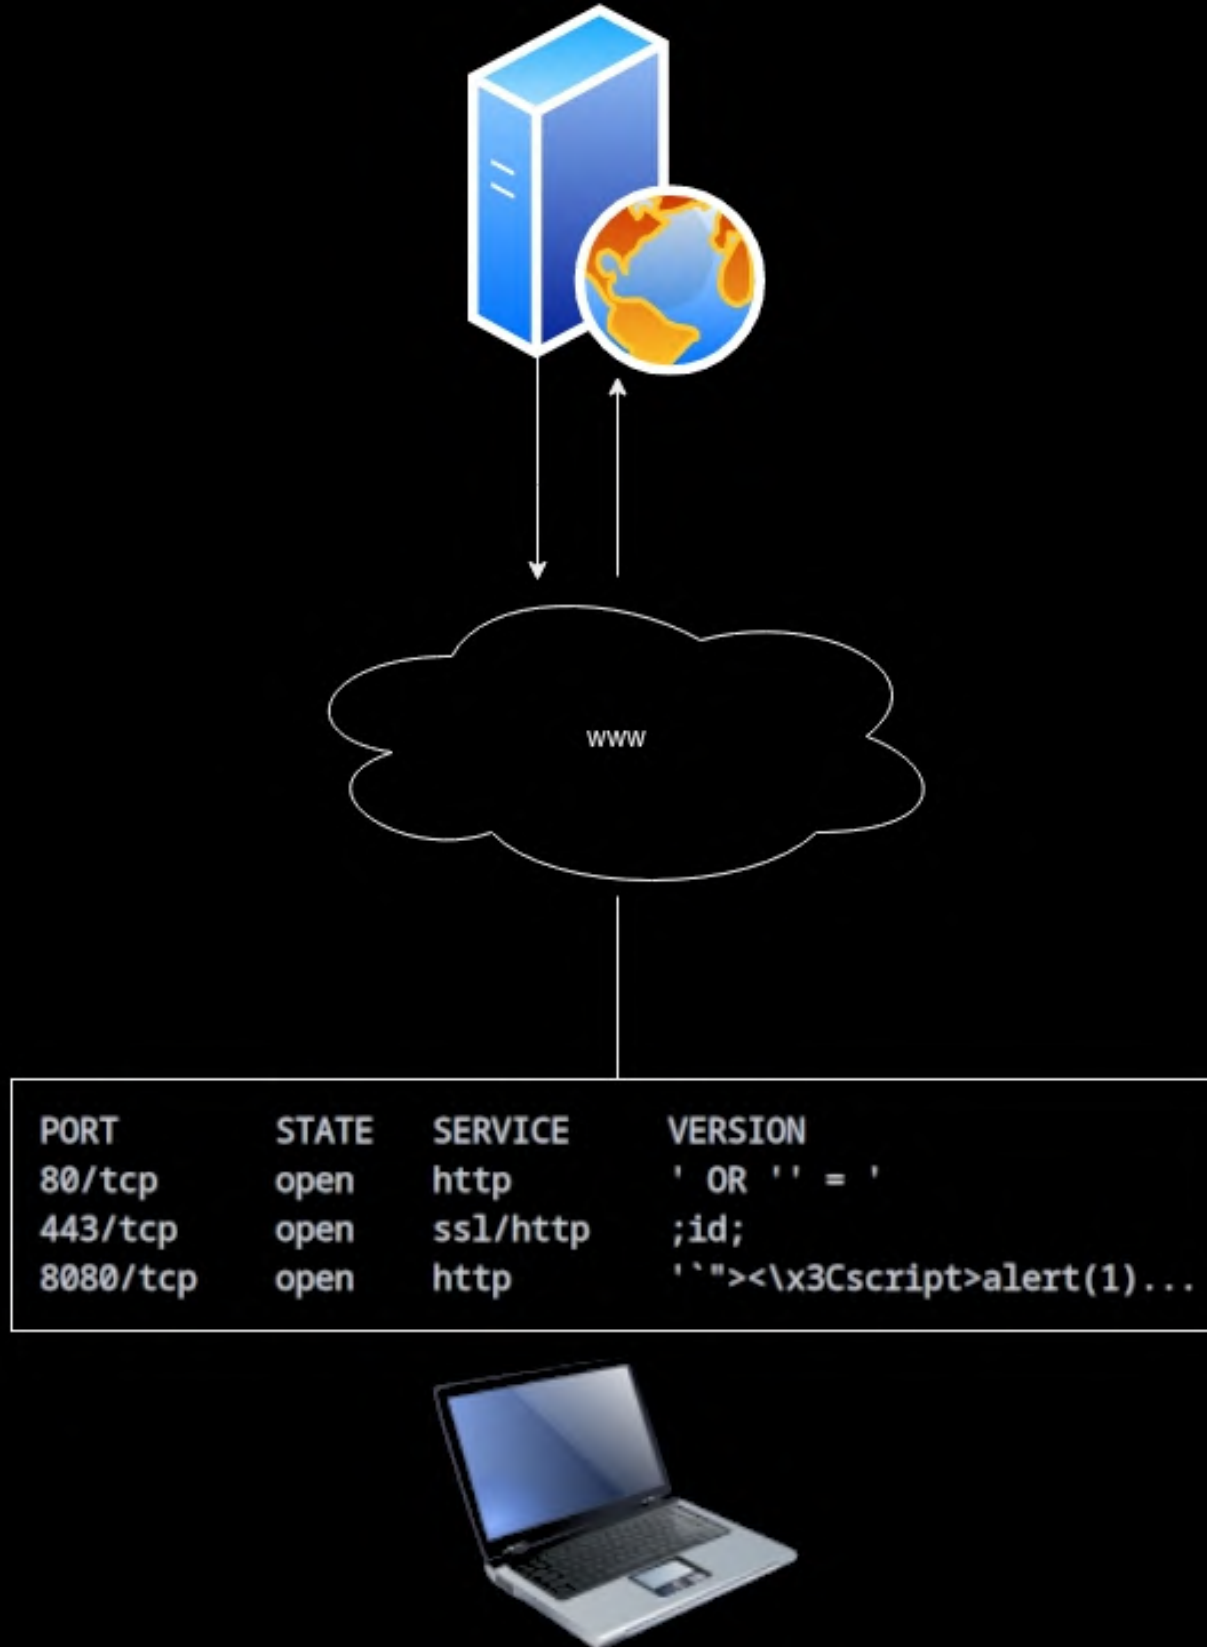 www
PORT STATE SERVICE VERSION
80/tcp open http ' OR '' = '
443/tcp open ssl/http ;id;
8080/tcp open http '`"><\x3Cscript>alert(1)...